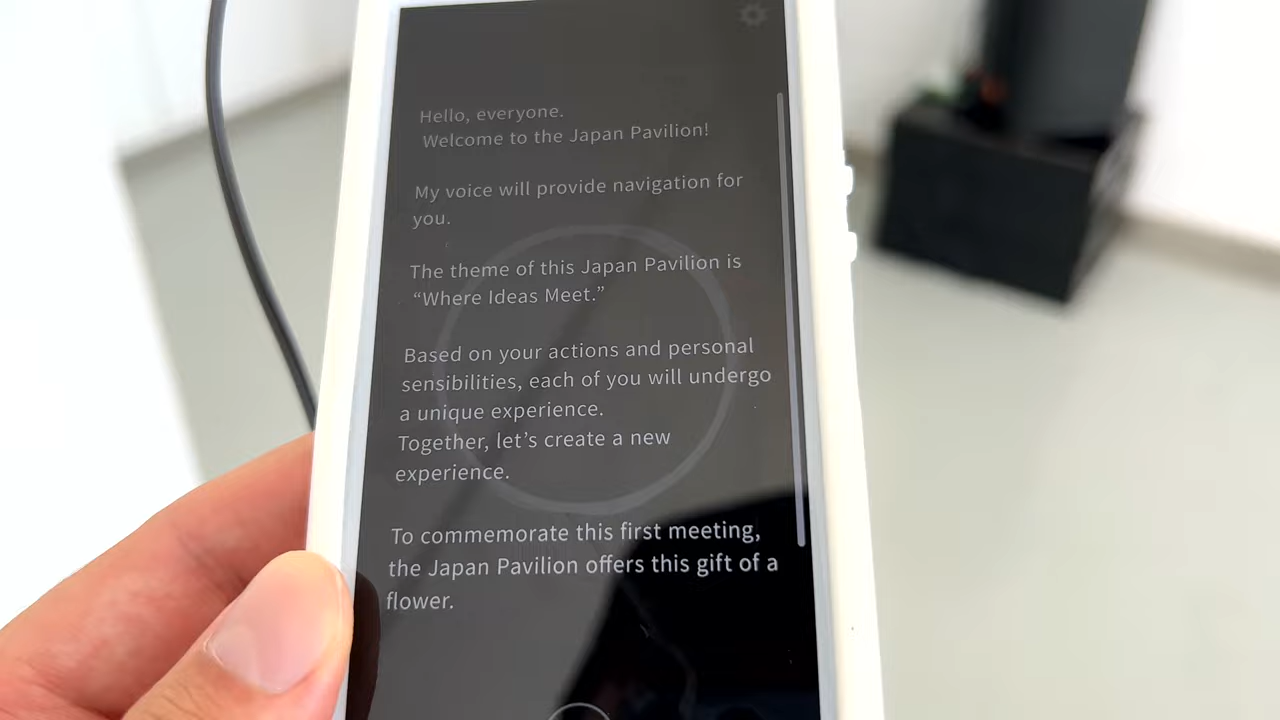 Hello, everyone.
Welcome to the Japan Pavilion!
My voice will provide navigation for
you.
The theme of this Japan Pavilion is
“Where Ideas Meet.”
Based on your actions and personal
sensibilities, each of you will undergo
a unique experience.
Together, let’s create a new
experience.
To commemorate this first meeting,
the Japan Pavilion offers this gift of a
flower.